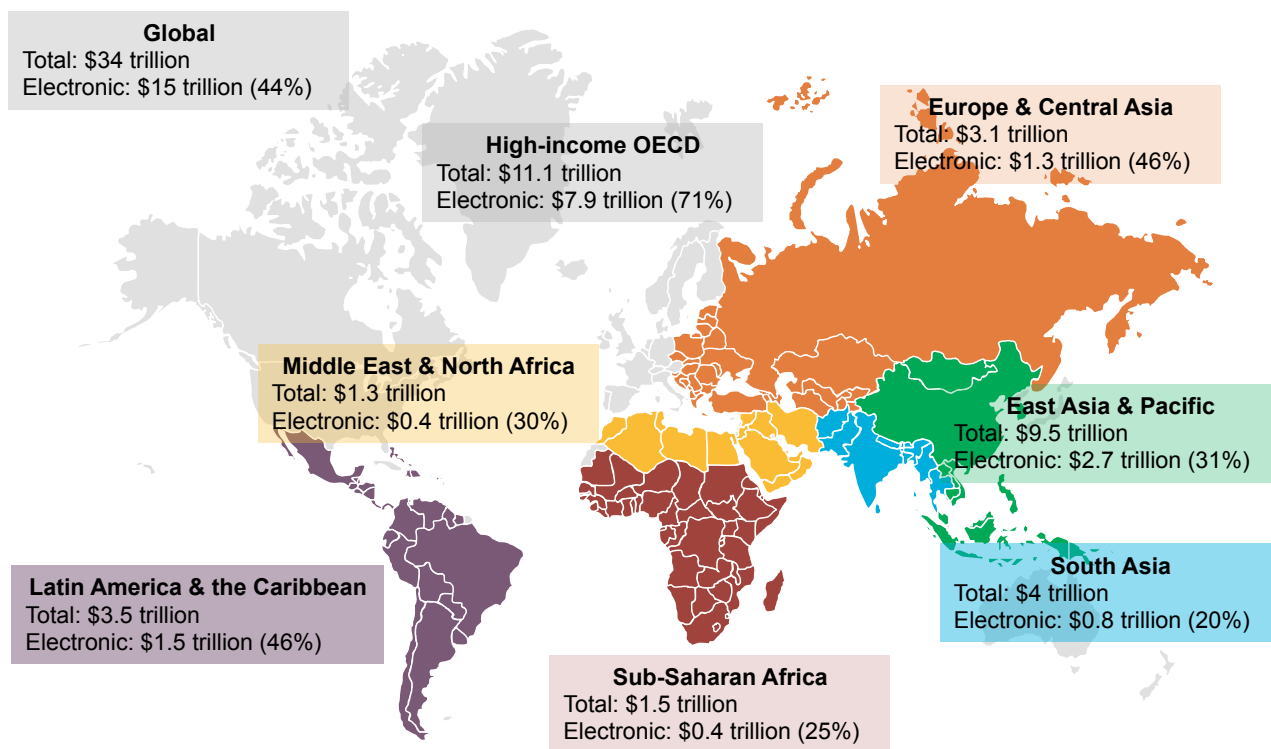 Global
Total: $34 trillion
Electronic: $15 trillion (44%)
High-income OECD
Total: $11.1 trillion
Electronic: $7.9 trillion (71%)
Europe & Central Asia
Total: $3.1 trillion
Electronic: $1.3 trillion (46%)
Middle East & North Africa
Total: $1.3 trillion
Electronic: $0.4 trillion (30%)
East Asia & Pacific
Total: $9.5 trillion
Electronic: $2.7 trillion (31%)
Latin America & the Caribbean
Total: $3.5 trillion
Electronic: $1.5 trillion (46%)
South Asia
Total: $4 trillion
Electronic: $0.8 trillion (20%)
Sub-Saharan Africa
Total: $1.5 trillion
Electronic: $0.4 trillion (25%)